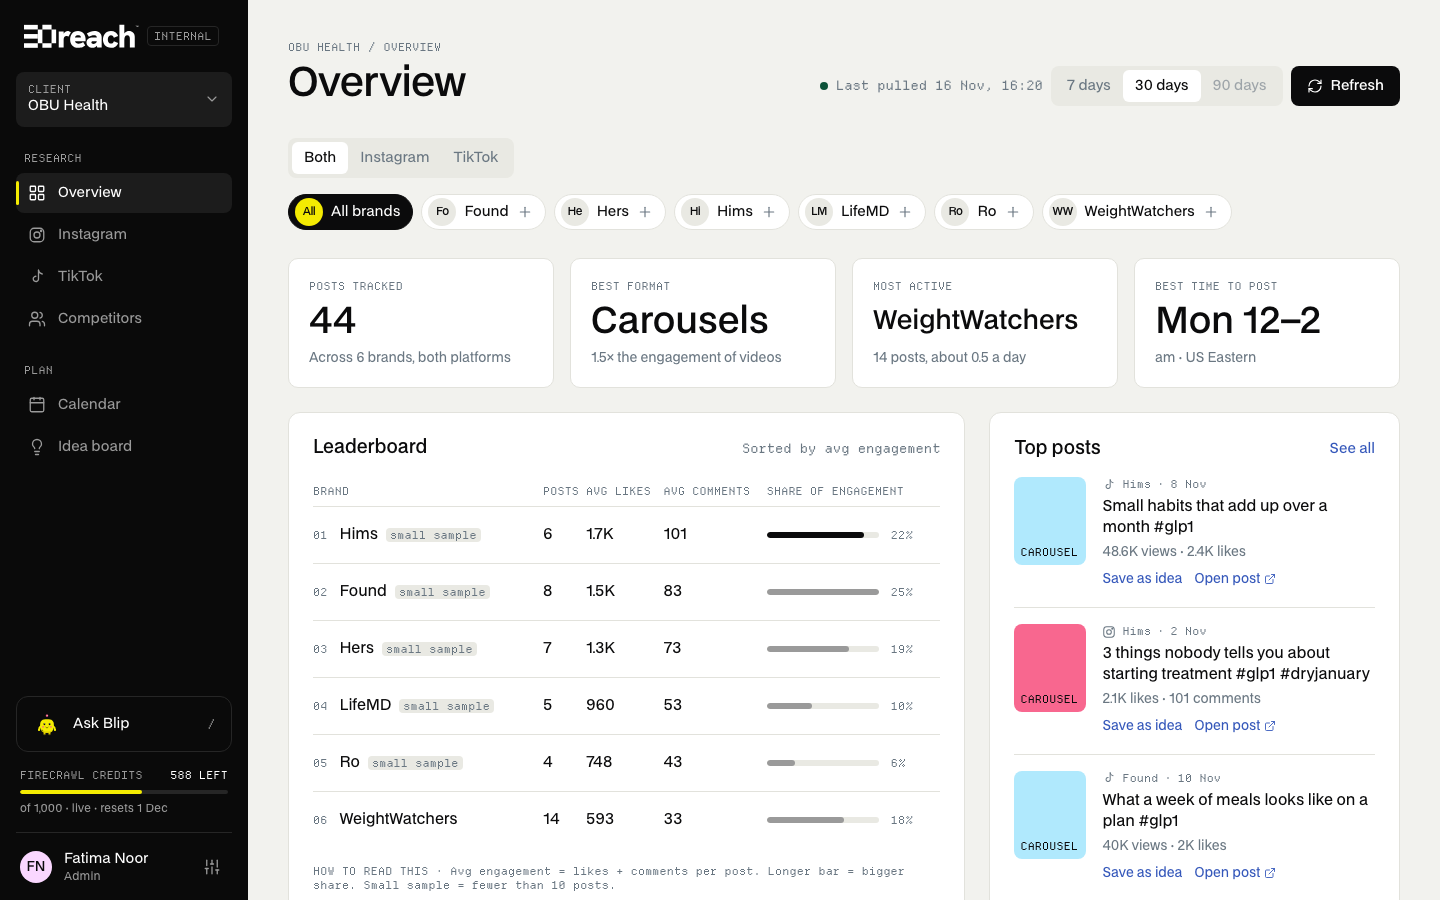 reach
INTERNAL
CLIENT
OBU Health
RESEARCH
Overview
Instagram
TikTok
Competitors
PLAN
Calendar
Idea board
Ask Blip /
FIRECRAWL CREDITS 588 LEFT
of 1,000 · live · resets 1 Dec
FN
Fatima Noor
Admin
OBU HEALTH / OVERVIEW
Overview
Last pulled 16 Nov, 16:20
7 days 30 days 90 days
Refresh
Both Instagram TikTok
All All brands
Fo Found +
He Hers +
Hi Hims +
LM LifeMD +
Ro Ro +
WW WeightWatchers +
POSTS TRACKED
44
Across 6 brands, both platforms
BEST FORMAT
Carousels
1.5× the engagement of videos
MOST ACTIVE
WeightWatchers
14 posts, about 0.5 a day
BEST TIME TO POST
Mon 12–2
am · US Eastern
Leaderboard
Sorted by avg engagement
BRAND POSTS AVG LIKES AVG COMMENTS SHARE OF ENGAGEMENT
01 Hims small sample 6 1.7K 101 22%
02 Found small sample 8 1.5K 83 25%
03 Hers small sample 7 1.3K 73 19%
04 LifeMD small sample 5 960 53 10%
05 Ro small sample 4 748 43 6%
06 WeightWatchers 14 593 33 18%
HOW TO READ THIS · Avg engagement = likes + comments per post. Longer bar = bigger
share. Small sample = fewer than 10 posts.
Top posts
See all
CAROUSEL
Hims · 8 Nov
Small habits that add up over a
month #glp1
48.6K views · 2.4K likes
Save as idea Open post
CAROUSEL
Hims · 2 Nov
3 things nobody tells you about
starting treatment #glp1 #dryjanuary
2.1K likes · 101 comments
Save as idea Open post
CAROUSEL
Found · 10 Nov
What a week of meals looks like on a
plan #glp1
40K views · 2K likes
Save as idea Open post